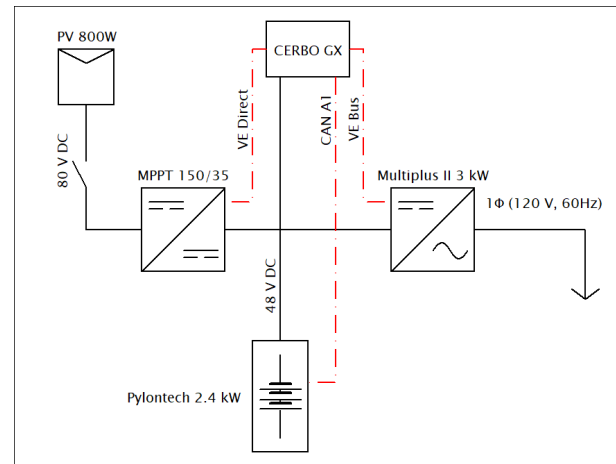 PV 800W
CERBO GX
VE Direct
CAN A1
VE Bus
80 V DC
MPPT 150/35
Multiplus II 3 kW
1Φ (120 V, 60Hz)
48 V DC
Pylontech 2.4 kW